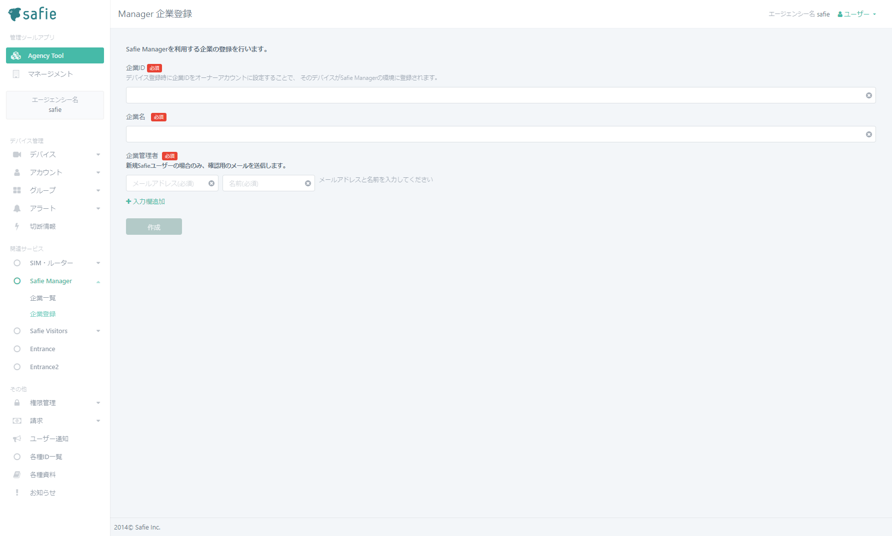 safie
Manager 企業登録
エージェンシー名 safie
ユーザー
管理ツールアプリ
Agency Tool
マネージメント
エージェンシー名
safie
デバイス管理
デバイス
アカウント
グループ
アラート
切断情報
関連サービス
SIM・ルーター
Safie Manager
企業一覧
企業登録
Safie Visitors
Entrance
Entrance2
その他
権限管理
請求
ユーザー通知
各種ID一覧
各種資料
お知らせ
Safie Managerを利用する企業の登録を行います。
企業ID 必須
デバイス登録時に企業IDをオーナーアカウントに設定することで、 そのデバイスがSafie Managerの環境に登録されます。
企業名 必須
企業管理者 必須
新規Safieユーザーの場合のみ、確認用のメールを送信します。
メールアドレス(必須) 名前(必須) メールアドレスと名前を入力してください
+ 入力欄追加
作成
2014© Safie Inc.